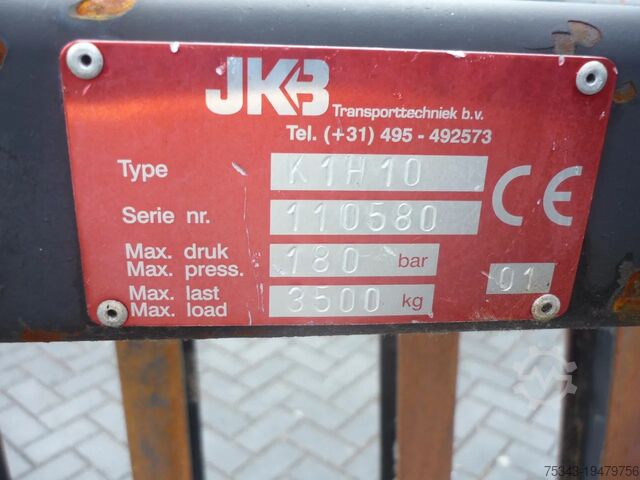 JKB
Transporttechniek b.v.
Tel. (+31) 495 - 492573
Type K1H10
Serie nr. 110580
CE
Max. druk
Max. press. 180 bar
01
Max. last
Max. load 3500 kg
75343-19479756